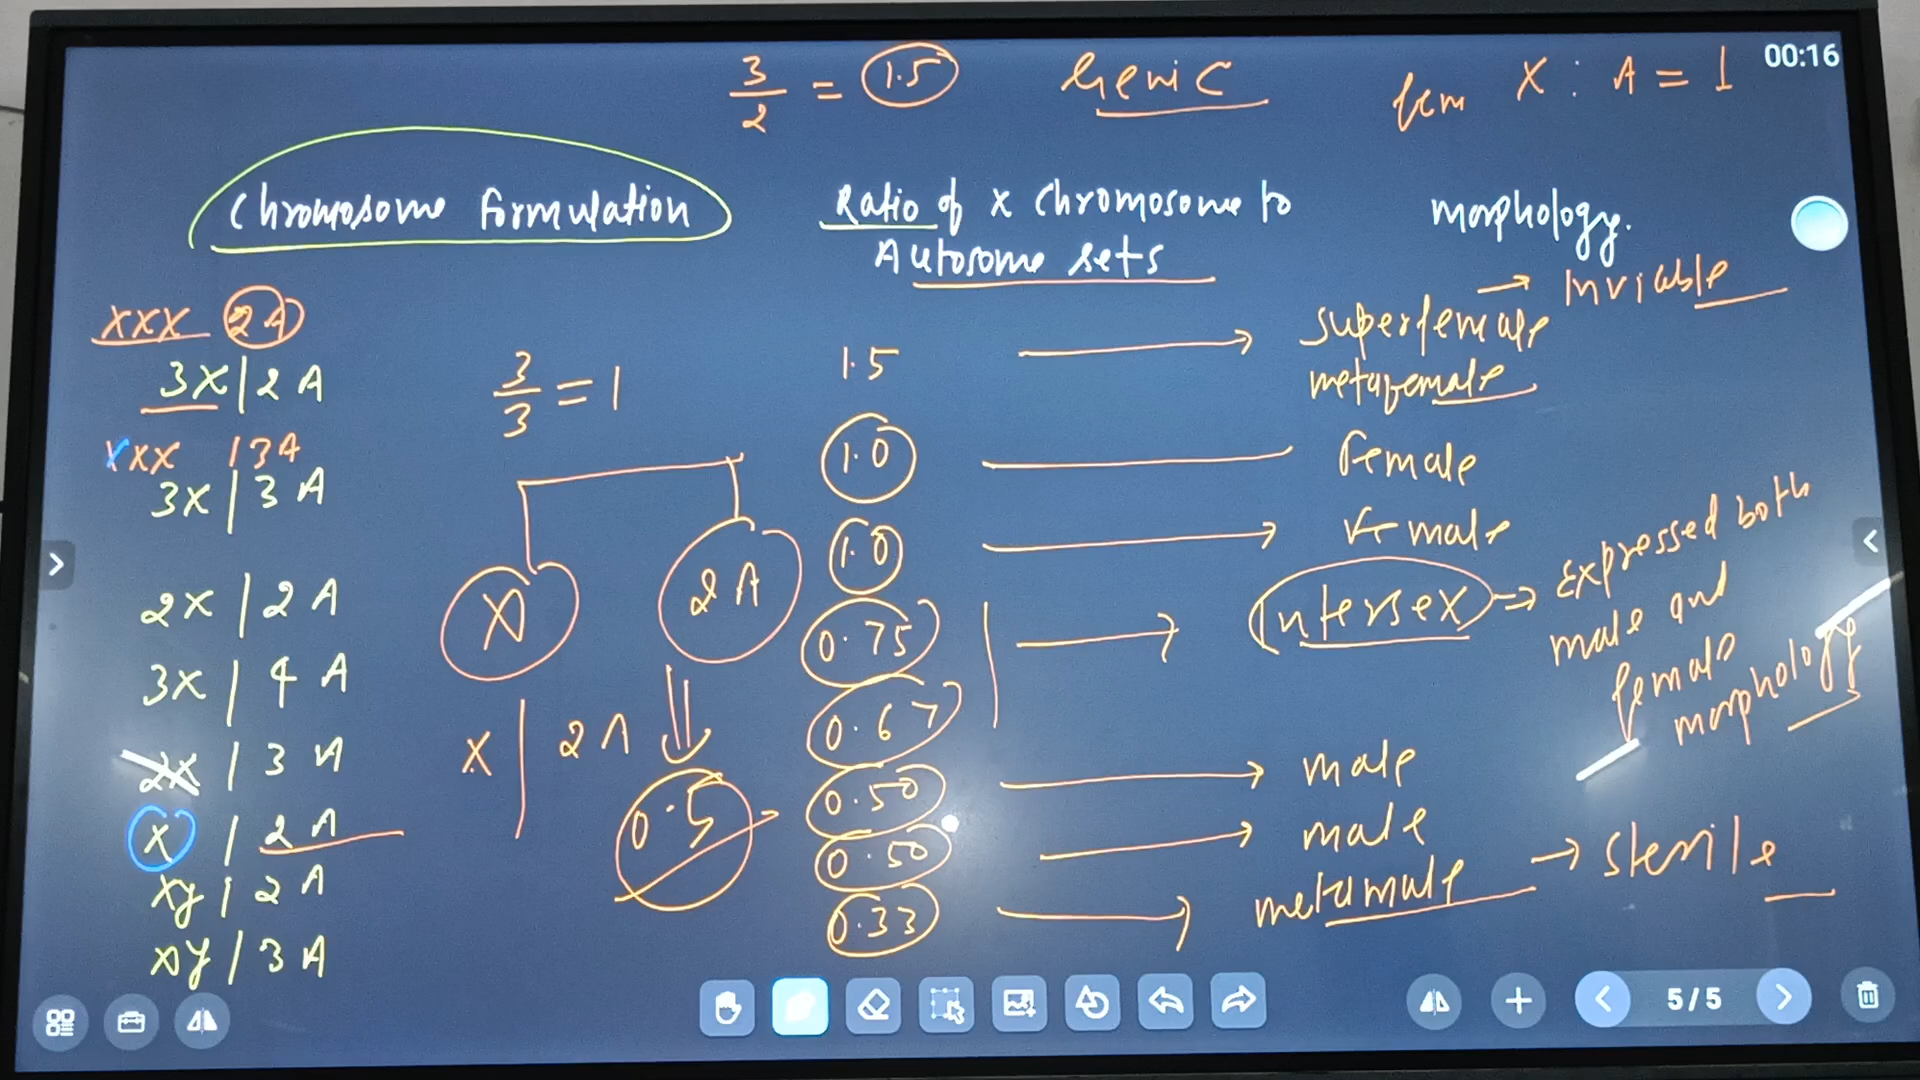 3/2 = 1.5 Genic fem X : A = 1 00:16
Chromosome Formulation
Ratio of x chromosome to
Autosome sets
morphology.
→ Inviable
superfemale
metafemale
XXX 2A
3X | 2A
3/3 = 1
1.5
XXX | 3A
3X | 3A
1.0
Female
1.0
2X | 2A
X
2A
0.75
Intersex → Expressed both
male and
female
morphology
3X | 4A
X | 2A
0.67
2X | 3A
0.5
0.50
male
X | 2A
0.50
male
XY | 2A
metamale → Sterile
XY | 3A
0.33
5/5